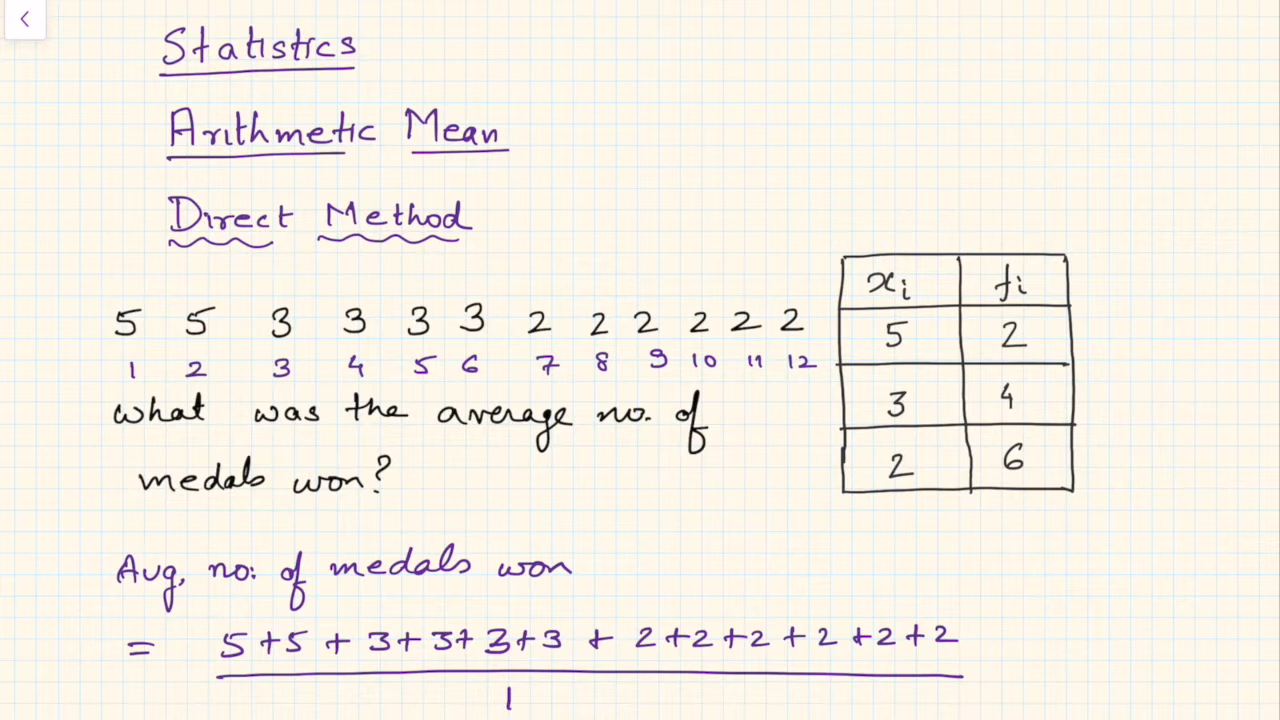 Statistics
Arithmetic Mean
Direct Method
5 5 3 3 3 3 2 2 2 2 2 2
1 2 3 4 5 6 7 8 9 10 11 12
what was the average no. of
medals won?
xi fi
5 2
3 4
2 6
Avg. no: of medals won
= 5+5+3+3+3+3+2+2+2+2+2+2
1